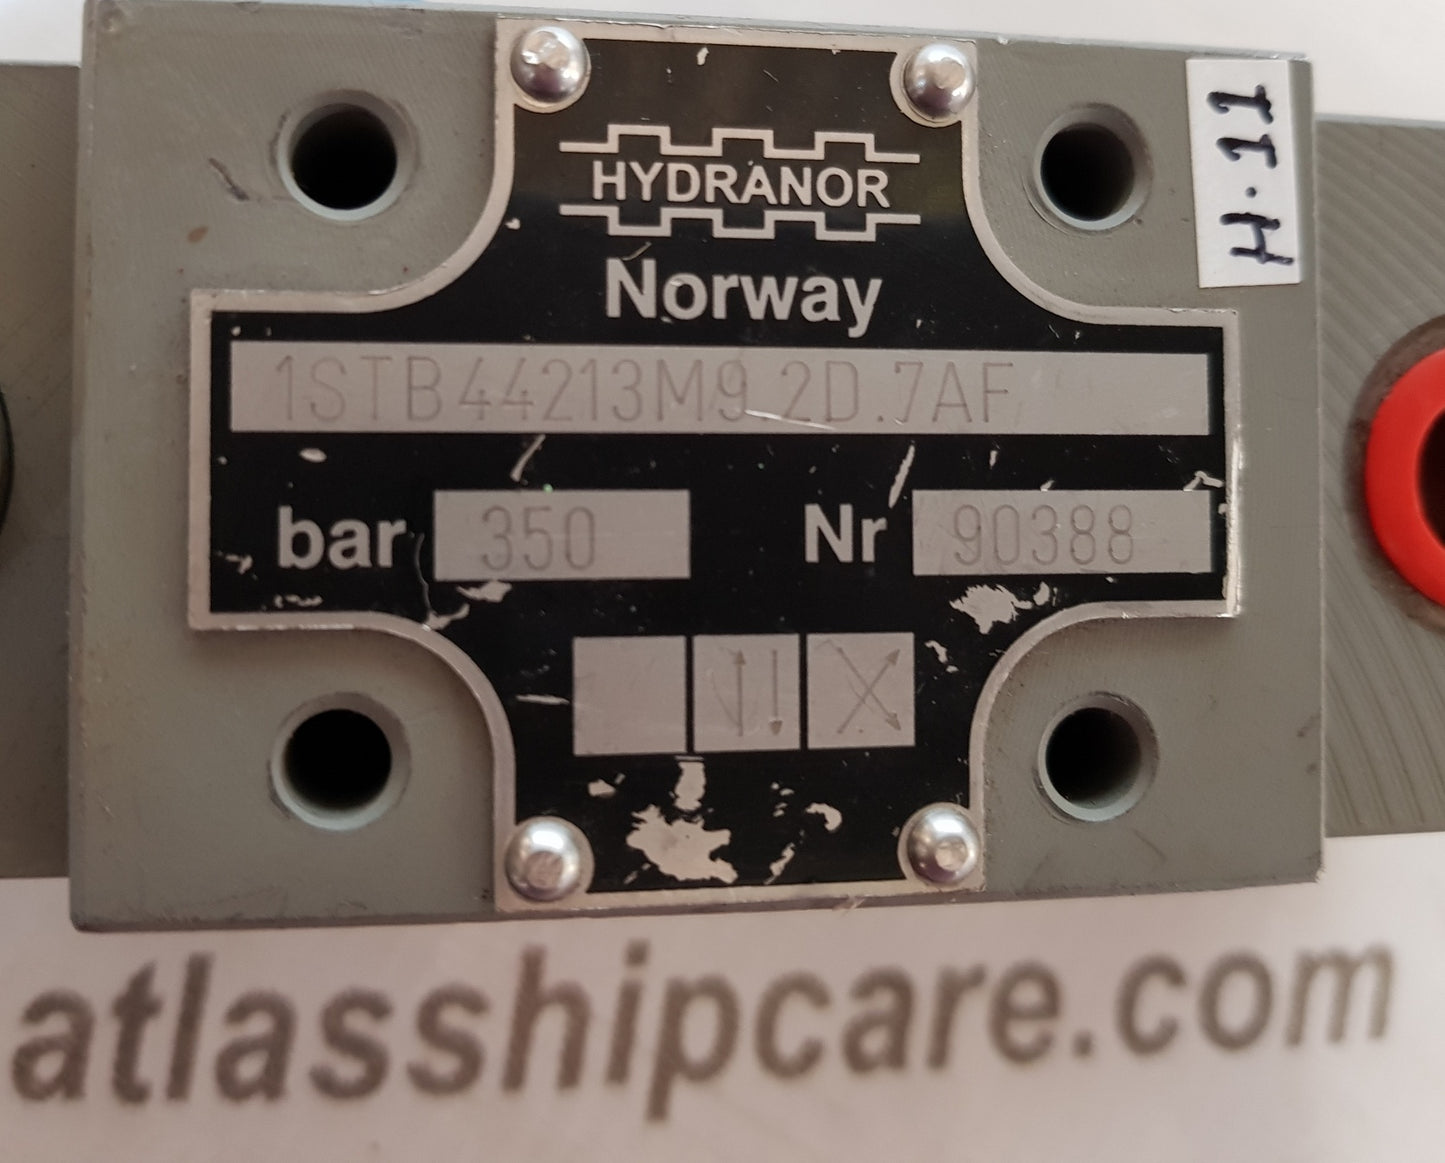 HYDRANOR
Norway
1STB44213M9.2D.7AF
bar 350 Nr 90388
H.11
atlasshipcare.com